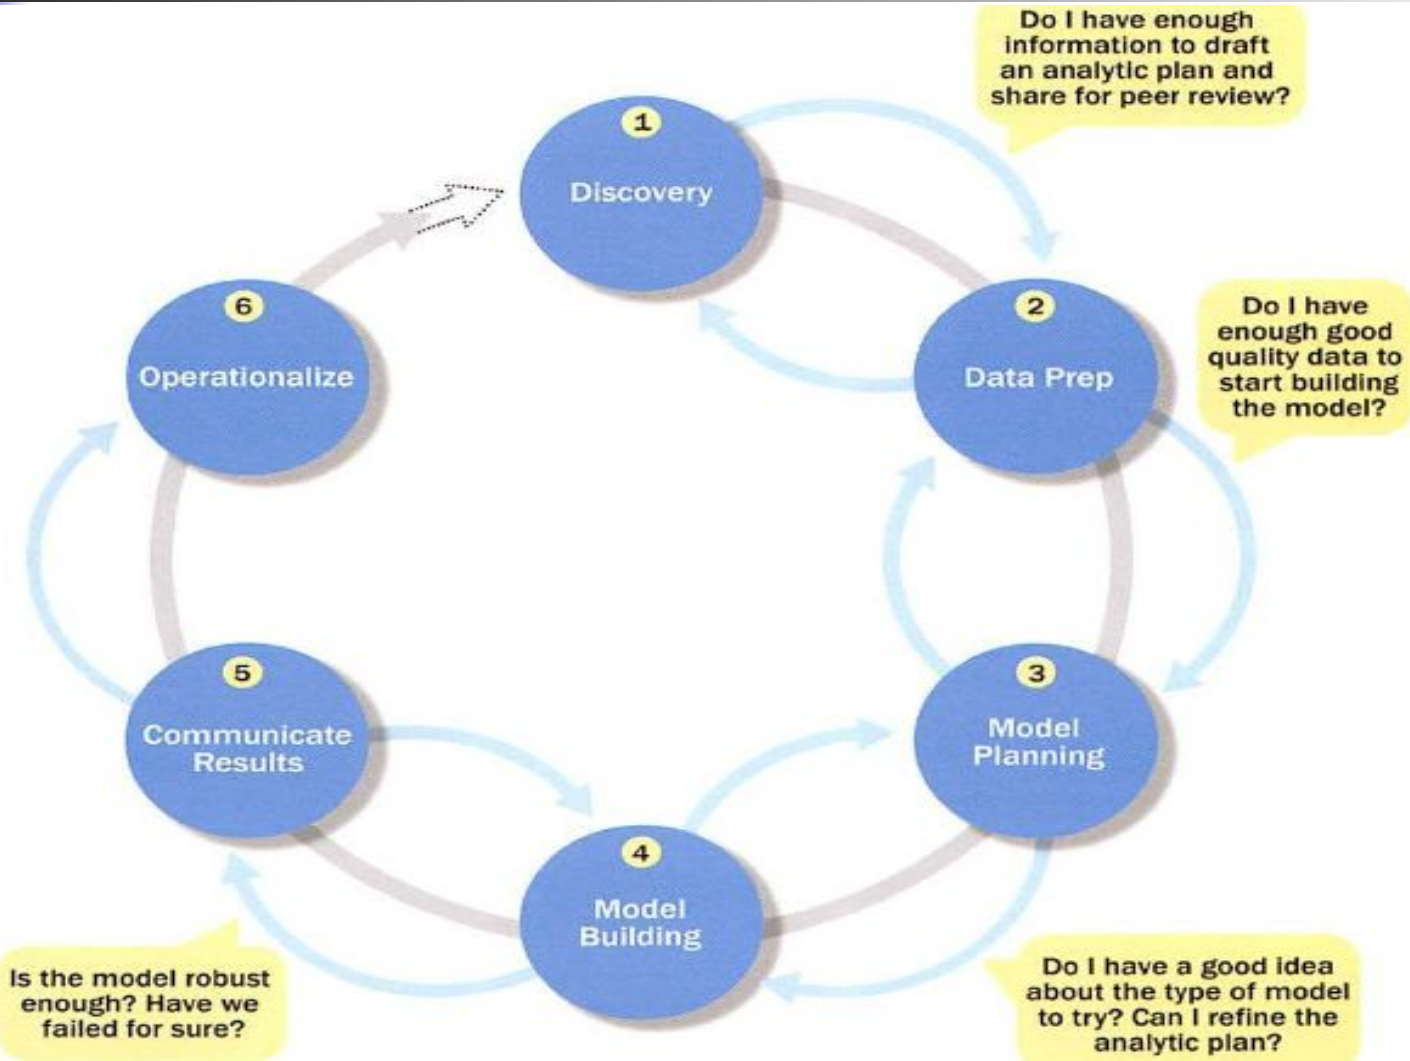 Do I have enough
information to draft
an analytic plan and
share for peer review?
1
Discovery
2
Data Prep
Do I have
enough good
quality data to
start building
the model?
3
Model
Planning
Do I have a good idea
about the type of model
to try? Can I refine the
analytic plan?
4
Model
Building
Is the model robust
enough? Have we
failed for sure?
5
Communicate
Results
6
Operationalize